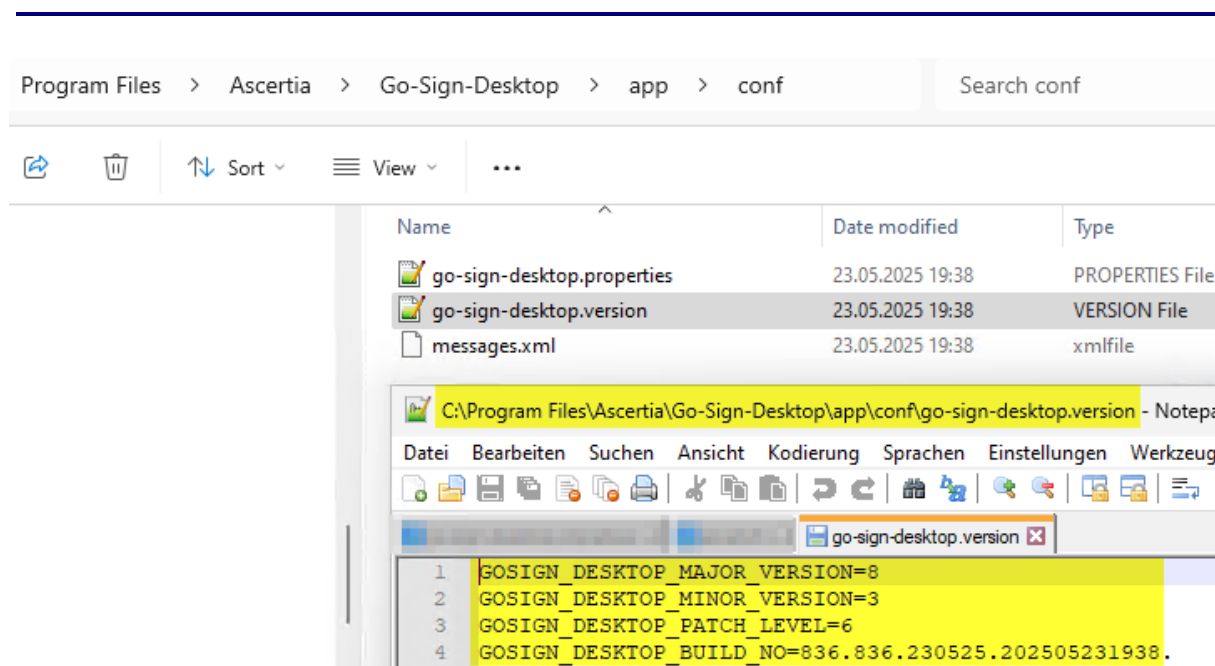 Program Files > Ascertia > Go-Sign-Desktop > app > conf Search conf
Sort View ...
Name Date modified Type
go-sign-desktop.properties 23.05.2025 19:38 PROPERTIES File
go-sign-desktop.version 23.05.2025 19:38 VERSION File
messages.xml 23.05.2025 19:38 xmlfile
C:\Program Files\Ascertia\Go-Sign-Desktop\app\conf\go-sign-desktop.version - Notepa
Datei Bearbeiten Suchen Ansicht Kodierung Sprachen Einstellungen Werkzeug
go-sign-desktop.version
1 GOSIGN_DESKTOP_MAJOR_VERSION=8
2 GOSIGN_DESKTOP_MINOR_VERSION=3
3 GOSIGN_DESKTOP_PATCH_LEVEL=6
4 GOSIGN_DESKTOP_BUILD_NO=836.836.230525.202505231938.